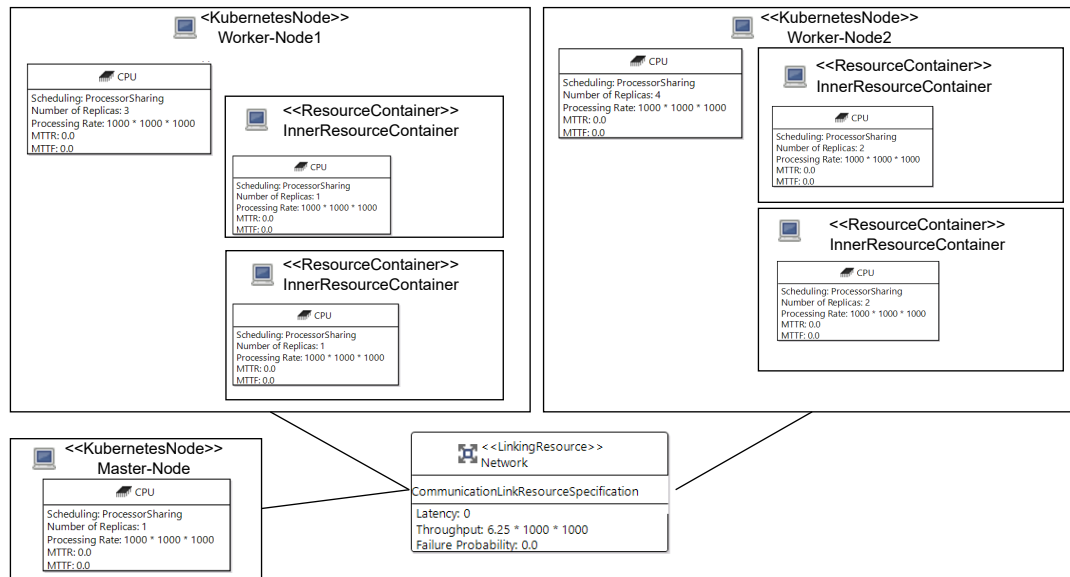 <KubernetesNode>>
Worker-Node1
CPU
Scheduling: ProcessorSharing
Number of Replicas: 3
Processing Rate: 1000 * 1000 * 1000
MTTR: 0.0
MTTF: 0.0
<<ResourceContainer>>
InnerResourceContainer
CPU
Scheduling: ProcessorSharing
Number of Replicas: 1
Processing Rate: 1000 * 1000 * 1000
MTTR: 0.0
MTTF: 0.0
<<ResourceContainer>>
InnerResourceContainer
CPU
Scheduling: ProcessorSharing
Number of Replicas: 1
Processing Rate: 1000 * 1000 * 1000
MTTR: 0.0
MTTF: 0.0
<<KubernetesNode>>
Worker-Node2
CPU
Scheduling: ProcessorSharing
Number of Replicas: 4
Processing Rate: 1000 * 1000 * 1000
MTTR: 0.0
MTTF: 0.0
<<ResourceContainer>>
InnerResourceContainer
CPU
Scheduling: ProcessorSharing
Number of Replicas: 2
Processing Rate: 1000 * 1000 * 1000
MTTR: 0.0
MTTF: 0.0
<<ResourceContainer>>
InnerResourceContainer
CPU
Scheduling: ProcessorSharing
Number of Replicas: 2
Processing Rate: 1000 * 1000 * 1000
MTTR: 0.0
MTTF: 0.0
<<KubernetesNode>>
Master-Node
CPU
Scheduling: ProcessorSharing
Number of Replicas: 1
Processing Rate: 1000 * 1000 * 1000
MTTR: 0.0
MTTF: 0.0
<<LinkingResource>>
Network
CommunicationLinkResourceSpecification
Latency: 0
Throughput: 6.25 * 1000 * 1000
Failure Probability: 0.0